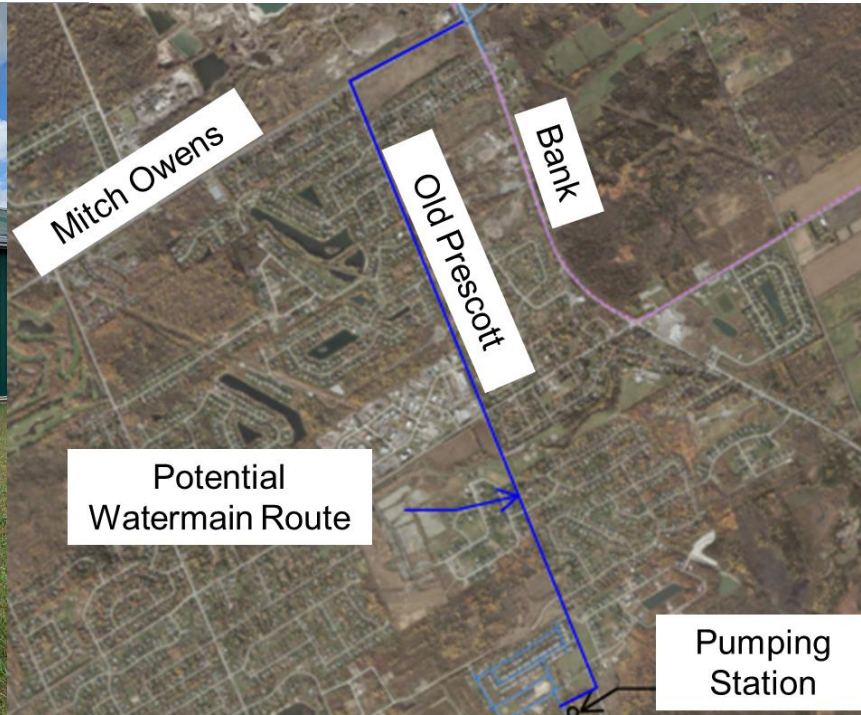 Mitch Owens
Bank
Old Prescott
Potential
Watermain Route
Pumping
Station